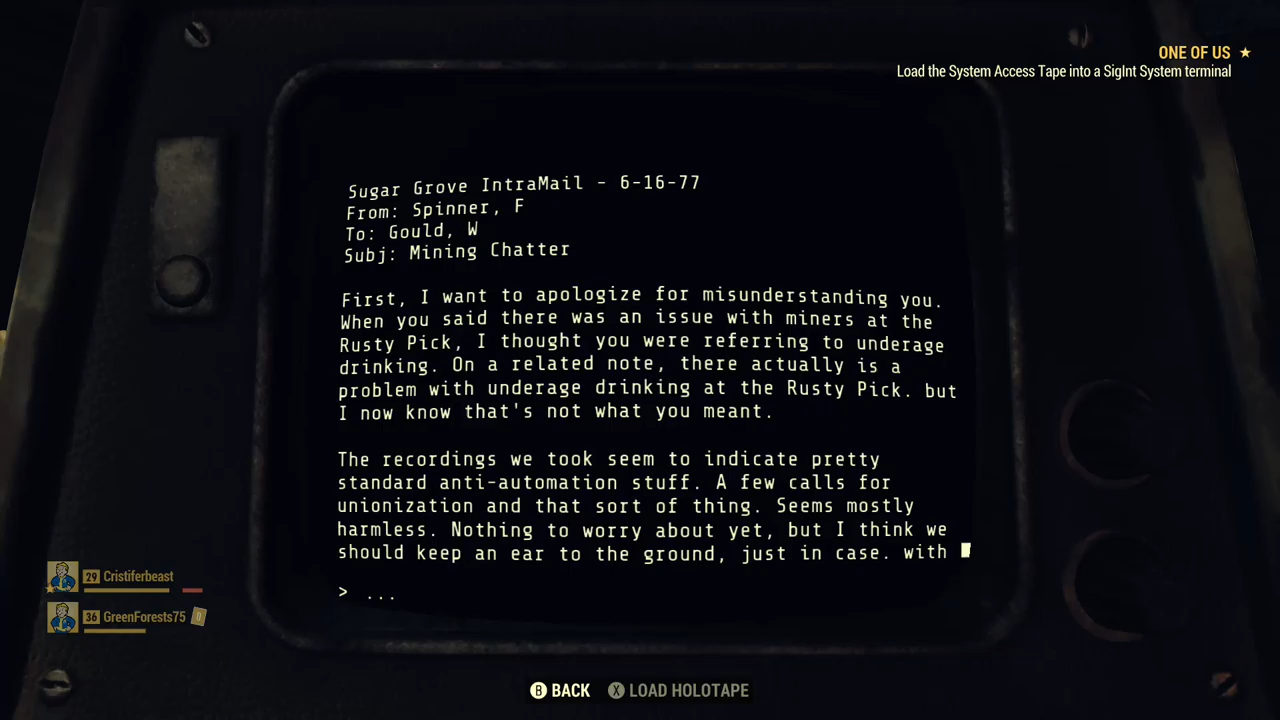 ONE OF US
Load the System Access Tape into a SigInt System terminal
Sugar Grove IntraMail - 6-16-77
From: Spinner, F
To: Gould, W
Subj: Mining Chatter
First, I want to apologize for misunderstanding you.
When you said there was an issue with miners at the
Rusty Pick, I thought you were referring to underage
drinking. On a related note, there actually is a
problem with underage drinking at the Rusty Pick. but
I now know that's not what you meant.
The recordings we took seem to indicate pretty
standard anti-automation stuff. A few calls for
unionization and that sort of thing. Seems mostly
harmless. Nothing to worry about yet, but I think we
should keep an ear to the ground, just in case. with
> ...
29 Cristiferbeast
36 GreenForests75
B BACK X LOAD HOLOTAPE